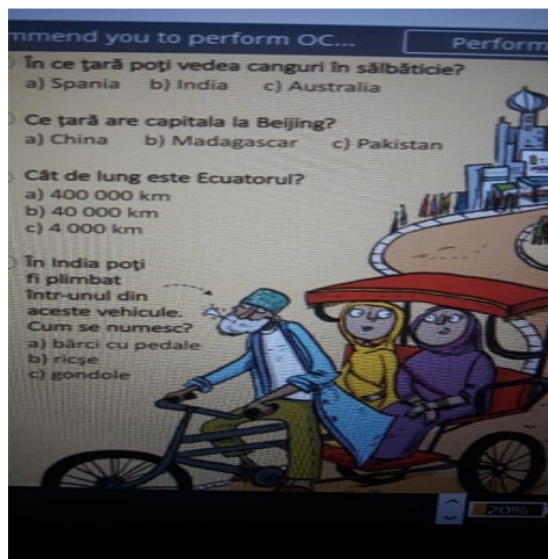 mmend you to perform OC...
Perform
În ce ţară poţi vedea canguri în sălbăticie?
a) Spania b) India c) Australia
Ce ţară are capitala la Beijing?
a) China b) Madagascar c) Pakistan
Cât de lung este Ecuatorul?
a) 400 000 km
b) 40 000 km
c) 4 000 km
În India poţi
fi plimbat
într-unul din
aceste vehicule.
Cum se numesc?
a) bărci cu pedale
b) ricşe
c) gondole
20%